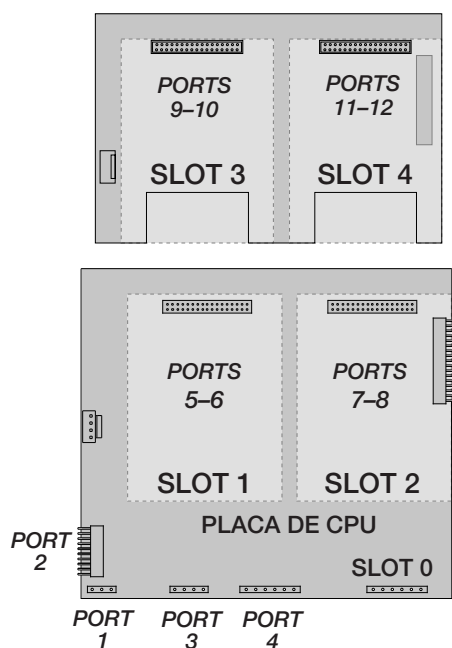 PORTS
9–10
PORTS
11–12
SLOT 3
SLOT 4
PORTS
5–6
PORTS
7–8
SLOT 1
SLOT 2
PLACA DE CPU
PORT
2
SLOT 0
PORT
1
PORT
3
PORT
4